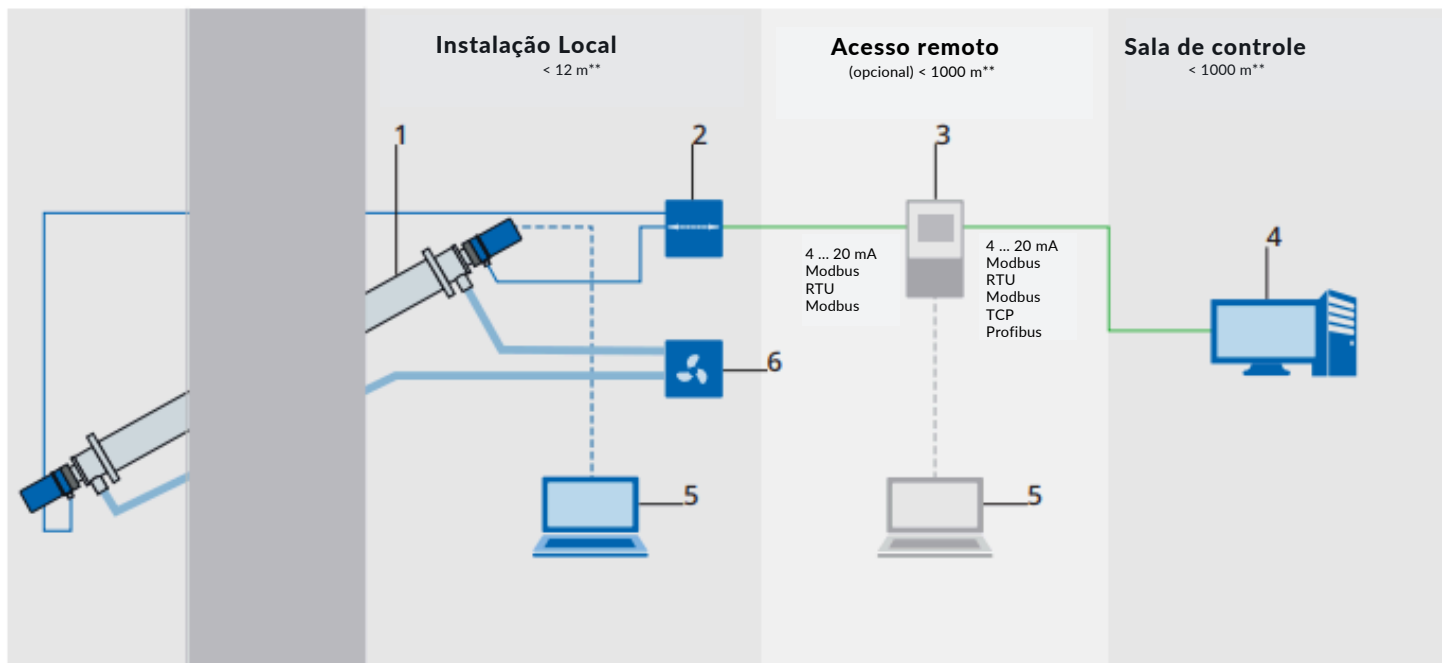 Instalação Local
< 12 m**
Acesso remoto
(opcional) < 1000 m**
Sala de controle
< 1000 m**
1
2
3
4 ... 20 mA
Modbus
RTU
Modbus
4 ... 20 mA
Modbus
RTU
Modbus
TCP
Profibus
4
6
5
5